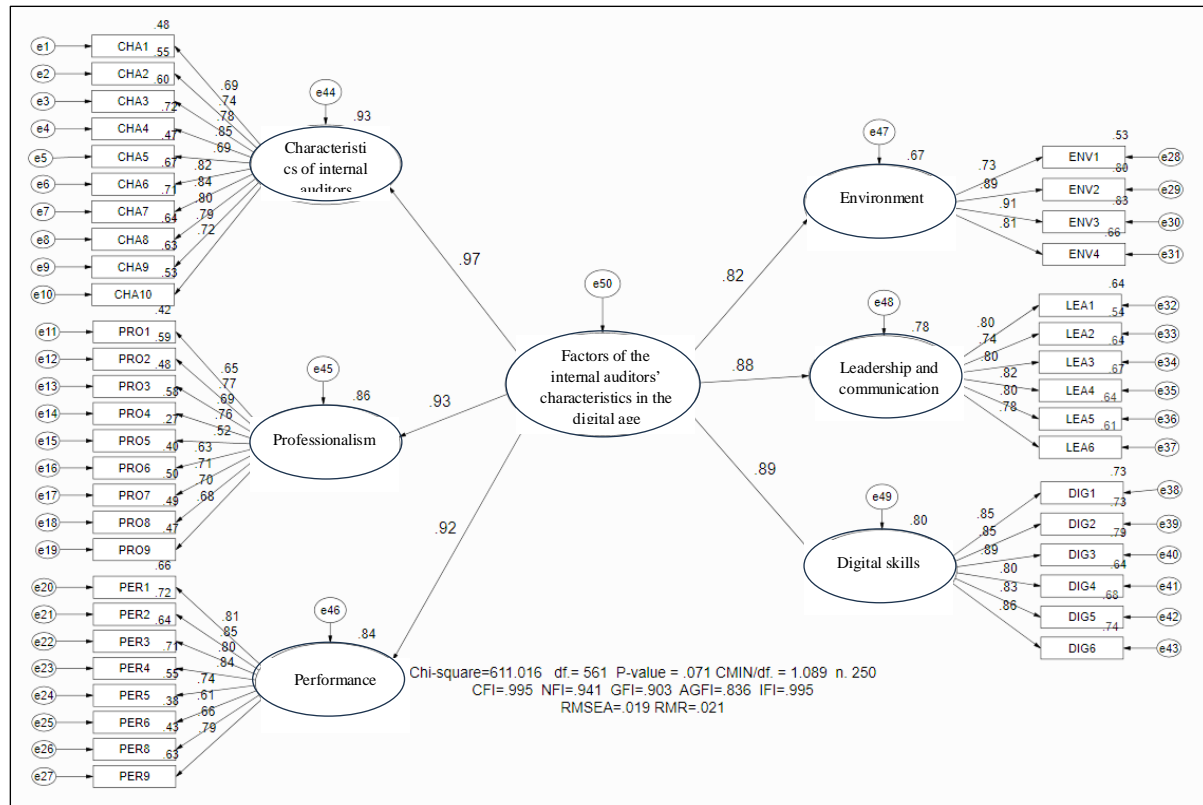 .48
e1 CHA1
.55
e2 CHA2
.60
e3 CHA3
.72
e4 CHA4
.47
e5 CHA5
.67
e6 CHA6
.71
e7 CHA7
.64
e8 CHA8
.63
e9 CHA9
.53
e10 CHA10
.69
.74
.78
.85
.69
.82
.84
.80
.79
.72
e44
.93
Characteristi
cs of internal
auditors
.97
.42
e11 PRO1
.59
e12 PRO2
.48
e13 PRO3
.58
e14 PRO4
.27
e15 PRO5
.40
e16 PRO6
.50
e17 PRO7
.49
e18 PRO8
.47
e19 PRO9
.65
.77
.69
.76
.52
.63
.71
.70
.68
e45
.86
Professionalism
.93
.66
e20 PER1
.72
e21 PER2
.64
e22 PER3
.71
e23 PER4
.55
e24 PER5
.38
e25 PER6
.43
e26 PER8
.63
e27 PER9
.81
.85
.80
.84
.74
.61
.66
.79
e46
.84
Performance
.92
e50
Factors of the
internal auditors’
characteristics in the
digital age
.82
e47
.67
Environment
.73
.89
.91
.81
.53
ENV1 e28
.80
ENV2 e29
.83
ENV3 e30
.66
ENV4 e31
.88
e48
.78
Leadership and
communication
.80
.74
.80
.82
.80
.78
.64
LEA1 e32
.54
LEA2 e33
.64
LEA3 e34
.67
LEA4 e35
.64
LEA5 e36
.61
LEA6 e37
.89
e49
.80
Digital skills
.85
.85
.89
.80
.83
.86
.73
DIG1 e38
.73
DIG2 e39
.79
DIG3 e40
.64
DIG4 e41
.68
DIG5 e42
.74
DIG6 e43
Chi-square=611.016 df.= 561 P-value = .071 CMIN/df. = 1.089 n. 250
CFI=.995 NFI=.941 GFI=.903 AGFI=.836 IFI=.995
RMSEA=.019 RMR=.021